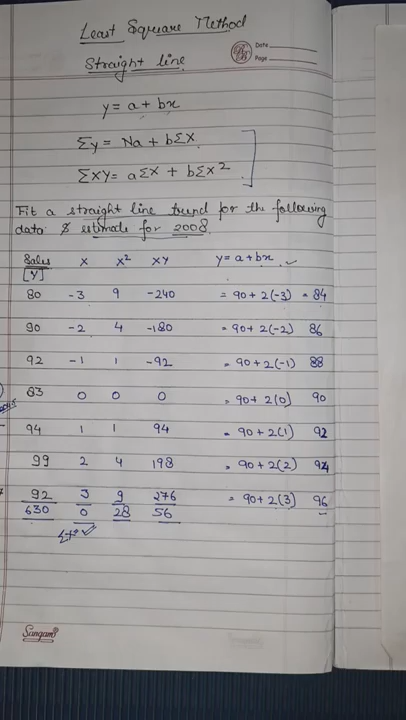 Least Square Method
Date
Straight line
Page
y = a + bx
Σy = Na + bΣX
ΣXY = aΣX + bΣX²
Fit a straight line trend for the following
data & estimate for 2008.
Sales X X² XY y = a + bx ✓
[Y]
80 -3 9 -240 = 90+2(-3) = 84
90 -2 4 -180 = 90+2(-2) 86
92 -1 1 -92 = 90+2(-1) 88
83 0 0 0 = 90+2(0) 90
94 1 1 94 = 90+2(1) 92
99 2 4 198 = 90+2(2) 94
92 3 9 276 = 90+2(3) 96
630 0 28 56
Sangam